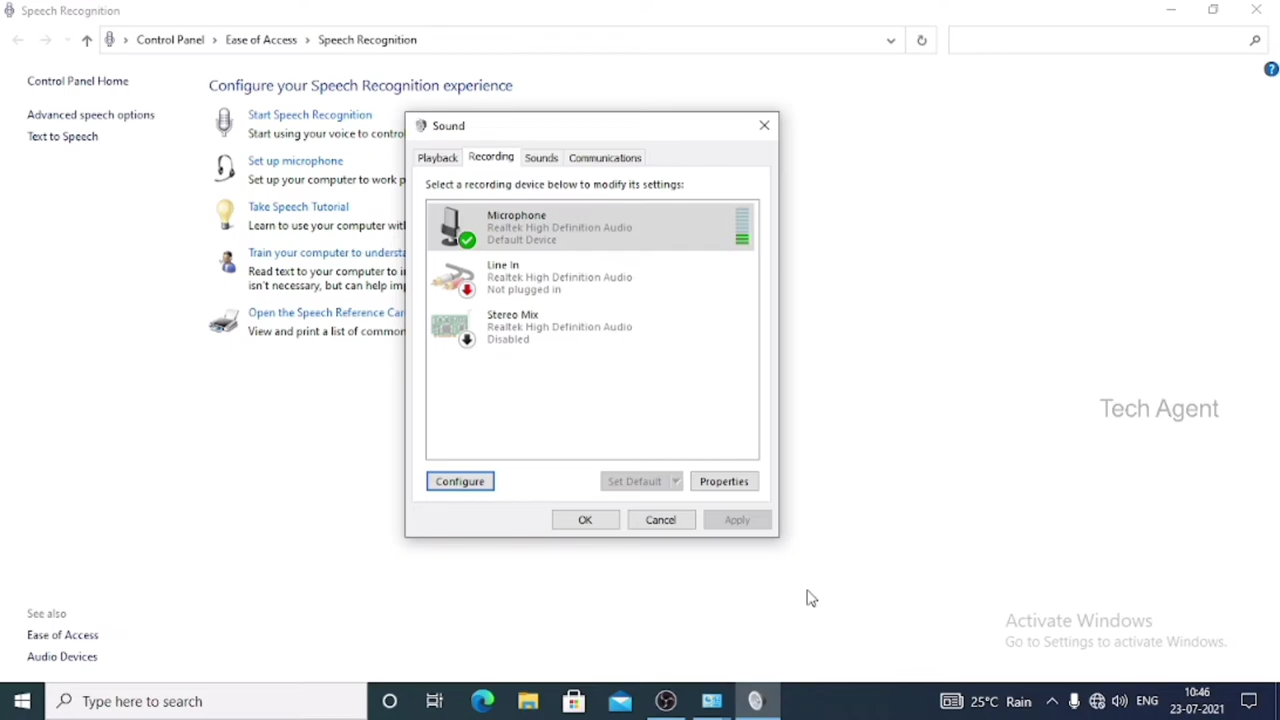 Speech Recognition
Control Panel > Ease of Access > Speech Recognition
Control Panel Home
Advanced speech options
Text to Speech
Configure your Speech Recognition experience
Start Speech Recognition
Start using your voice to
Set up microphone
Set up your computer to work
Take Speech Tutorial
Learn to use your computer
Train your computer to
Read text to your computer to
isn't necessary, but can help
Open the Speech Reference
View and print a list of
Sound
Playback Recording Sounds Communications
Select a recording device below to modify its settings:
Microphone
Realtek High Definition Audio
Default Device
Line In
Realtek High Definition Audio
Not plugged in
Stereo Mix
Realtek High Definition Audio
Disabled
Configure Set Default Properties
OK Cancel Apply
Tech Agent
See also
Ease of Access
Audio Devices
Activate Windows
Go to Settings to activate Windows.
Type here to search
25°C Rain ENG
10:46
23-07-2021